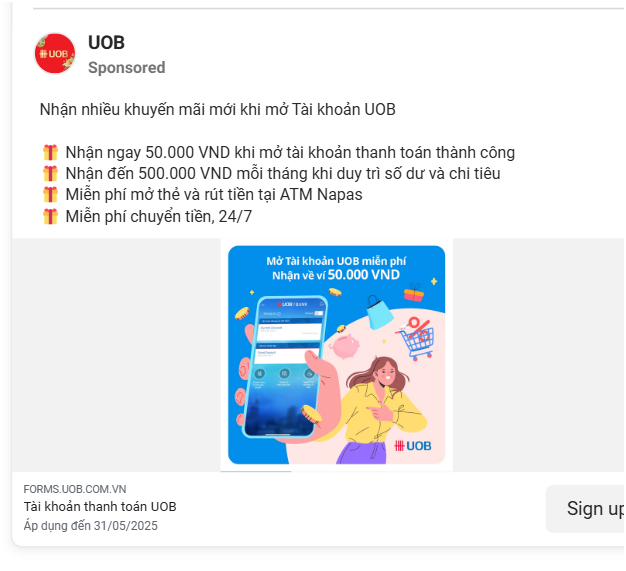 UOB
UOB
Sponsored
Nhận nhiều khuyến mãi mới khi mở Tài khoản UOB
Nhận ngay 50.000 VND khi mở tài khoản thanh toán thành công
Nhận đến 500.000 VND mỗi tháng khi duy trì số dư và chi tiêu
Miễn phí mở thẻ và rút tiền tại ATM Napas
Miễn phí chuyển tiền, 24/7
Mở Tài khoản UOB miễn phí
Nhận về ví 50.000 VND
UOB
UOB
FORMS.UOB.COM.VN
Tài khoản thanh toán UOB
Áp dụng đến 31/05/2025
Sign up